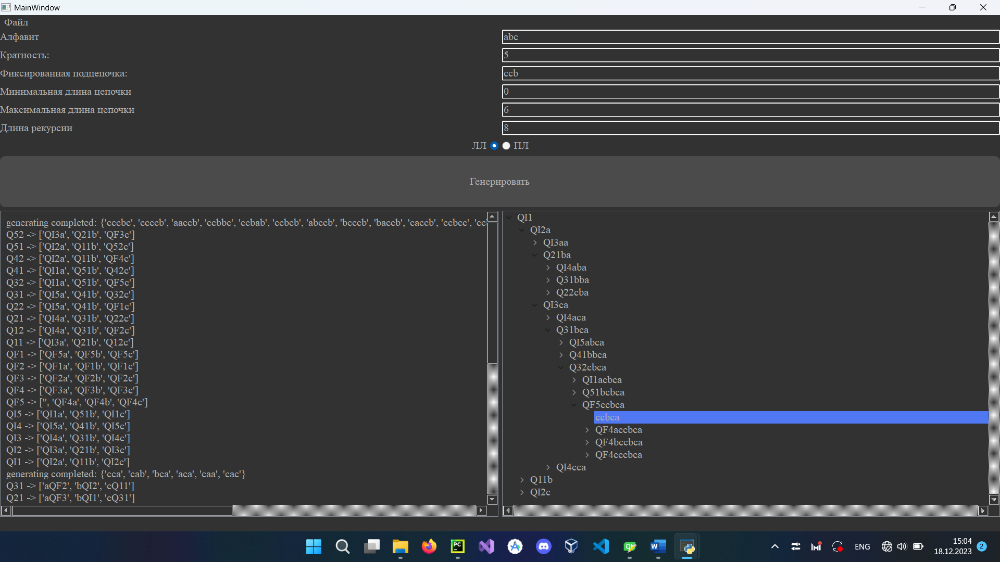 MainWindow
Файл
Алфавит
abc
Кратность:
5
Фиксированная подцепочка:
ccb
Минимальная длина цепочки
0
Максимальная длина цепочки
6
Длина рекурсии
8
ЛЛ ПЛ
Генерировать
generating completed: {'cccbc', 'ccccb', 'aaccb', 'ccbbc', 'ccbab', 'ccbcb', 'abccb', 'bcccb', 'baccb', 'caccb', 'ccbcc', 'cc
Q52 -> ['QI3a', 'Q21b', 'QF3c']
Q51 -> ['QI2a', 'Q11b', 'Q52c']
Q42 -> ['QI2a', 'Q11b', 'QF4c']
Q41 -> ['QI1a', 'Q51b', 'Q42c']
Q32 -> ['QI1a', 'Q51b', 'QF5c']
Q31 -> ['QI5a', 'Q41b', 'Q32c']
Q22 -> ['QI5a', 'Q41b', 'QF1c']
Q21 -> ['QI4a', 'Q31b', 'Q22c']
Q12 -> ['QI4a', 'Q31b', 'QF2c']
Q11 -> ['QI3a', 'Q21b', 'Q12c']
QF1 -> ['QF5a', 'QF5b', 'QF5c']
QF2 -> ['QF1a', 'QF1b', 'QF1c']
QF3 -> ['QF2a', 'QF2b', 'QF2c']
QF4 -> ['QF3a', 'QF3b', 'QF3c']
QF5 -> ['', 'QF4a', 'QF4b', 'QF4c']
QI5 -> ['QI1a', 'Q51b', 'QI1c']
QI4 -> ['QI5a', 'Q41b', 'QI5c']
QI3 -> ['QI4a', 'Q31b', 'QI4c']
QI2 -> ['QI3a', 'Q21b', 'QI3c']
QI1 -> ['QI2a', 'Q11b', 'QI2c']
generating completed: {'cca', 'cab', 'bca', 'aca', 'caa', 'cac'}
Q31 -> ['aQF2', 'bQI2', 'cQ11']
Q21 -> ['aQF3', 'bQI1', 'cQ31']
QI1
QI2a
QI3aa
Q21ba
QI4aba
Q31bba
Q22cba
QI3ca
QI4aca
Q31bca
QI5abca
Q41bbca
Q32cbca
QI1acbca
Q51bcbca
QF5ccbca
ccbca
QF4accbca
QF4bccbca
QF4cccbca
QI4cca
Q11b
QI2c
ENG
15:04
18.12.2023
2